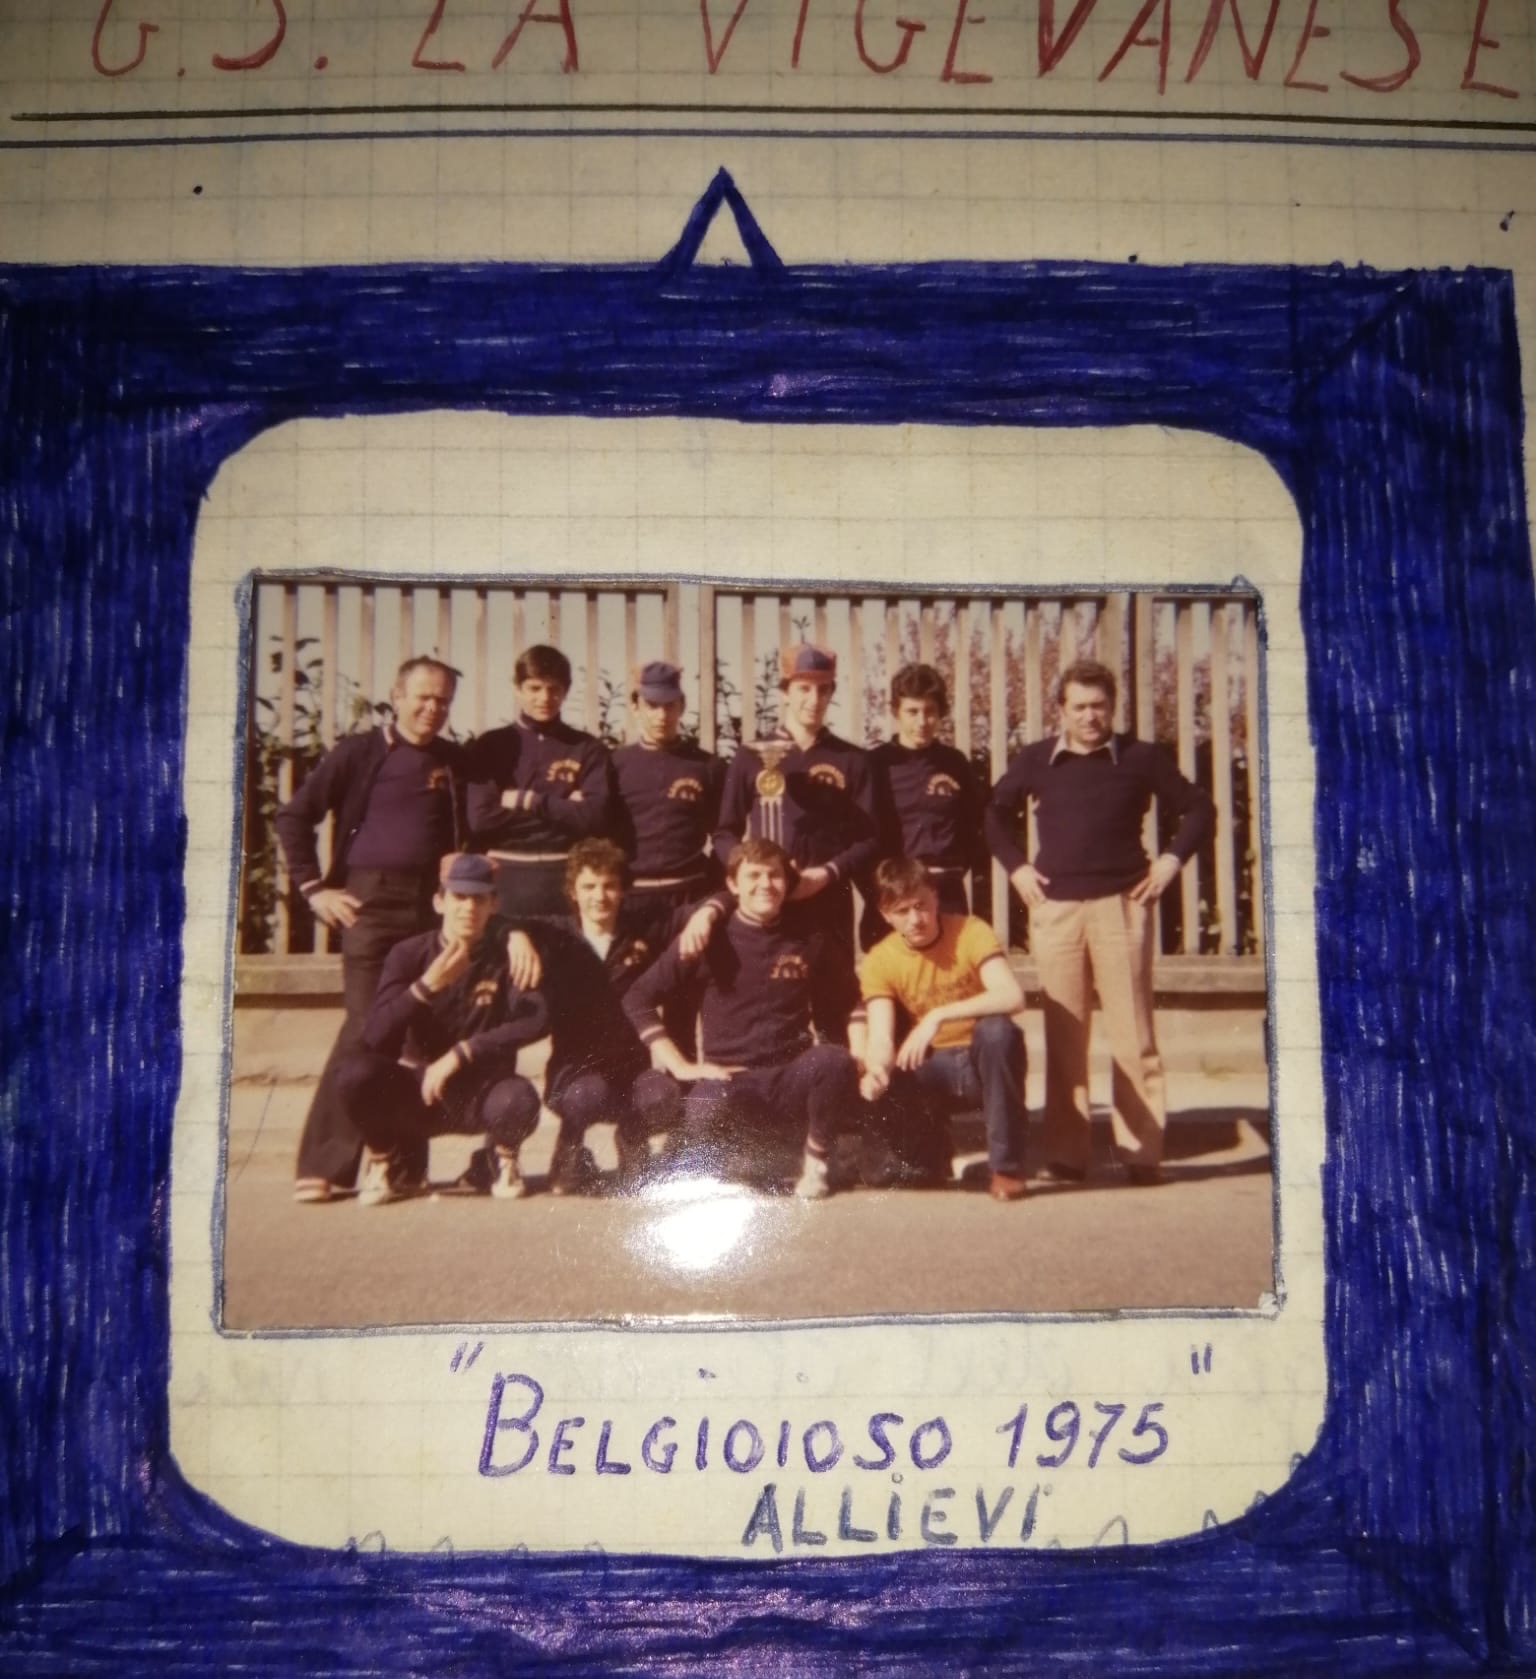 G.S. LA VIGEVANESE
"BELGIOIOSO 1975"
ALLIEVI